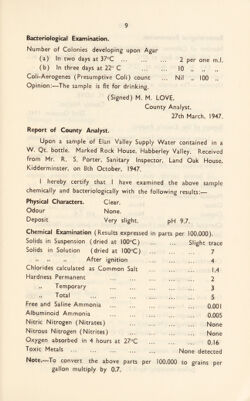 9
Bacteriological Examination.
Number of Colonies developing upon Agar
(a) In two days at 37°C ... ... 2 per one m.l.
(b) In three days at 22° C ... 10 „ „ „
Coli-Aerogenes (Presumptive Coli) count ... Nil „ 100 „
Opinion:—The sample is fit for drinking.
(Signed) M. M. LOVE,
County Analyst.
27th March, 1947.
Report of County Analyst.
Upon a sample of Elan Valley Supply Water contained in a
W. Qt. bottle. Marked Rock House, Habberley Valley. Received
from Mr. R. S. Porter, Sanitary Inspector, Land Oak House,
Kidderminster, on 8th October, 1947.
I hereby certify that I have examined the above sample
chemically and bacteriologically with the following results:—
Physical Characters. Clear.
Odour None.
Deposit Very slight. pH 9.7.
Chemical Examination (Results expressed in parts per 100,000).
Solids in Suspension (dried at 100°C) ... ... Slight trace
Solids in Solution (dried at 100°C) ... ... ... 7
„ „ „ After ignition ... ... ... 4
Chlorides calculated as Common Salt ... ... ... 1.4
Hardness Permanent ... ... ... ... ... 2
„ Temporary ... ... ... ... ... 3
„ Total ... ... ... ... ... 5
Free and Saline Ammonia ... ... ... ... 0.001
Albuminoid Ammonia ... ... ... ... ... 0.005
Nitric Nitrogen (Nitrates) ... ... ... ... None
Nitrous Nitrogen (Nitrites) ... ... ... ... None
Oxygen absorbed in 4 hours at 27°C ... ... ... 0.16
Toxic Metals ... ... ... ... ... None detected
Note.—To convert the above parts per 100,000 to grains per
gallon multiply by 0.7.